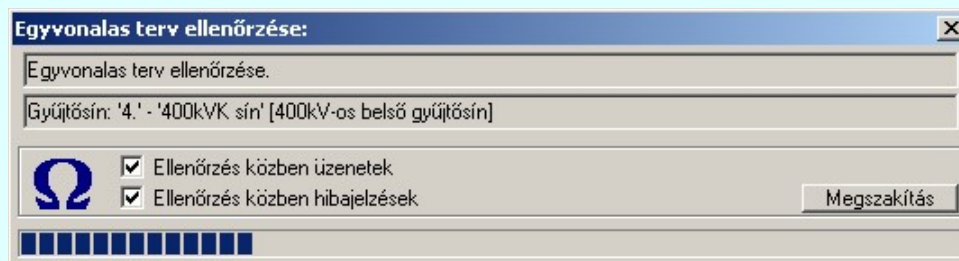 Egyvonalas terv ellenőrzése:
Egyvonalas terv ellenőrzése.
Gyűjtősín: '4.' - '400kVK sín' [400kV-os belső gyűjtősín]
Ω
Ellenőrzés közben üzenetek
Ellenőrzés közben hibajelzések
Megszakítás